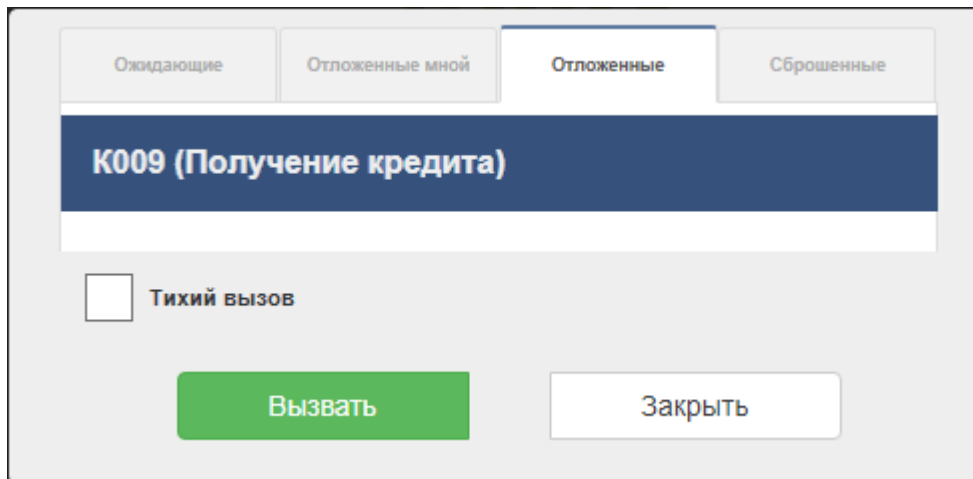 Ожидающие
Отложенные мной
Отложенные
Сброшенные
К009 (Получение кредита)
Тихий вызов
Вызвать
Закрыть